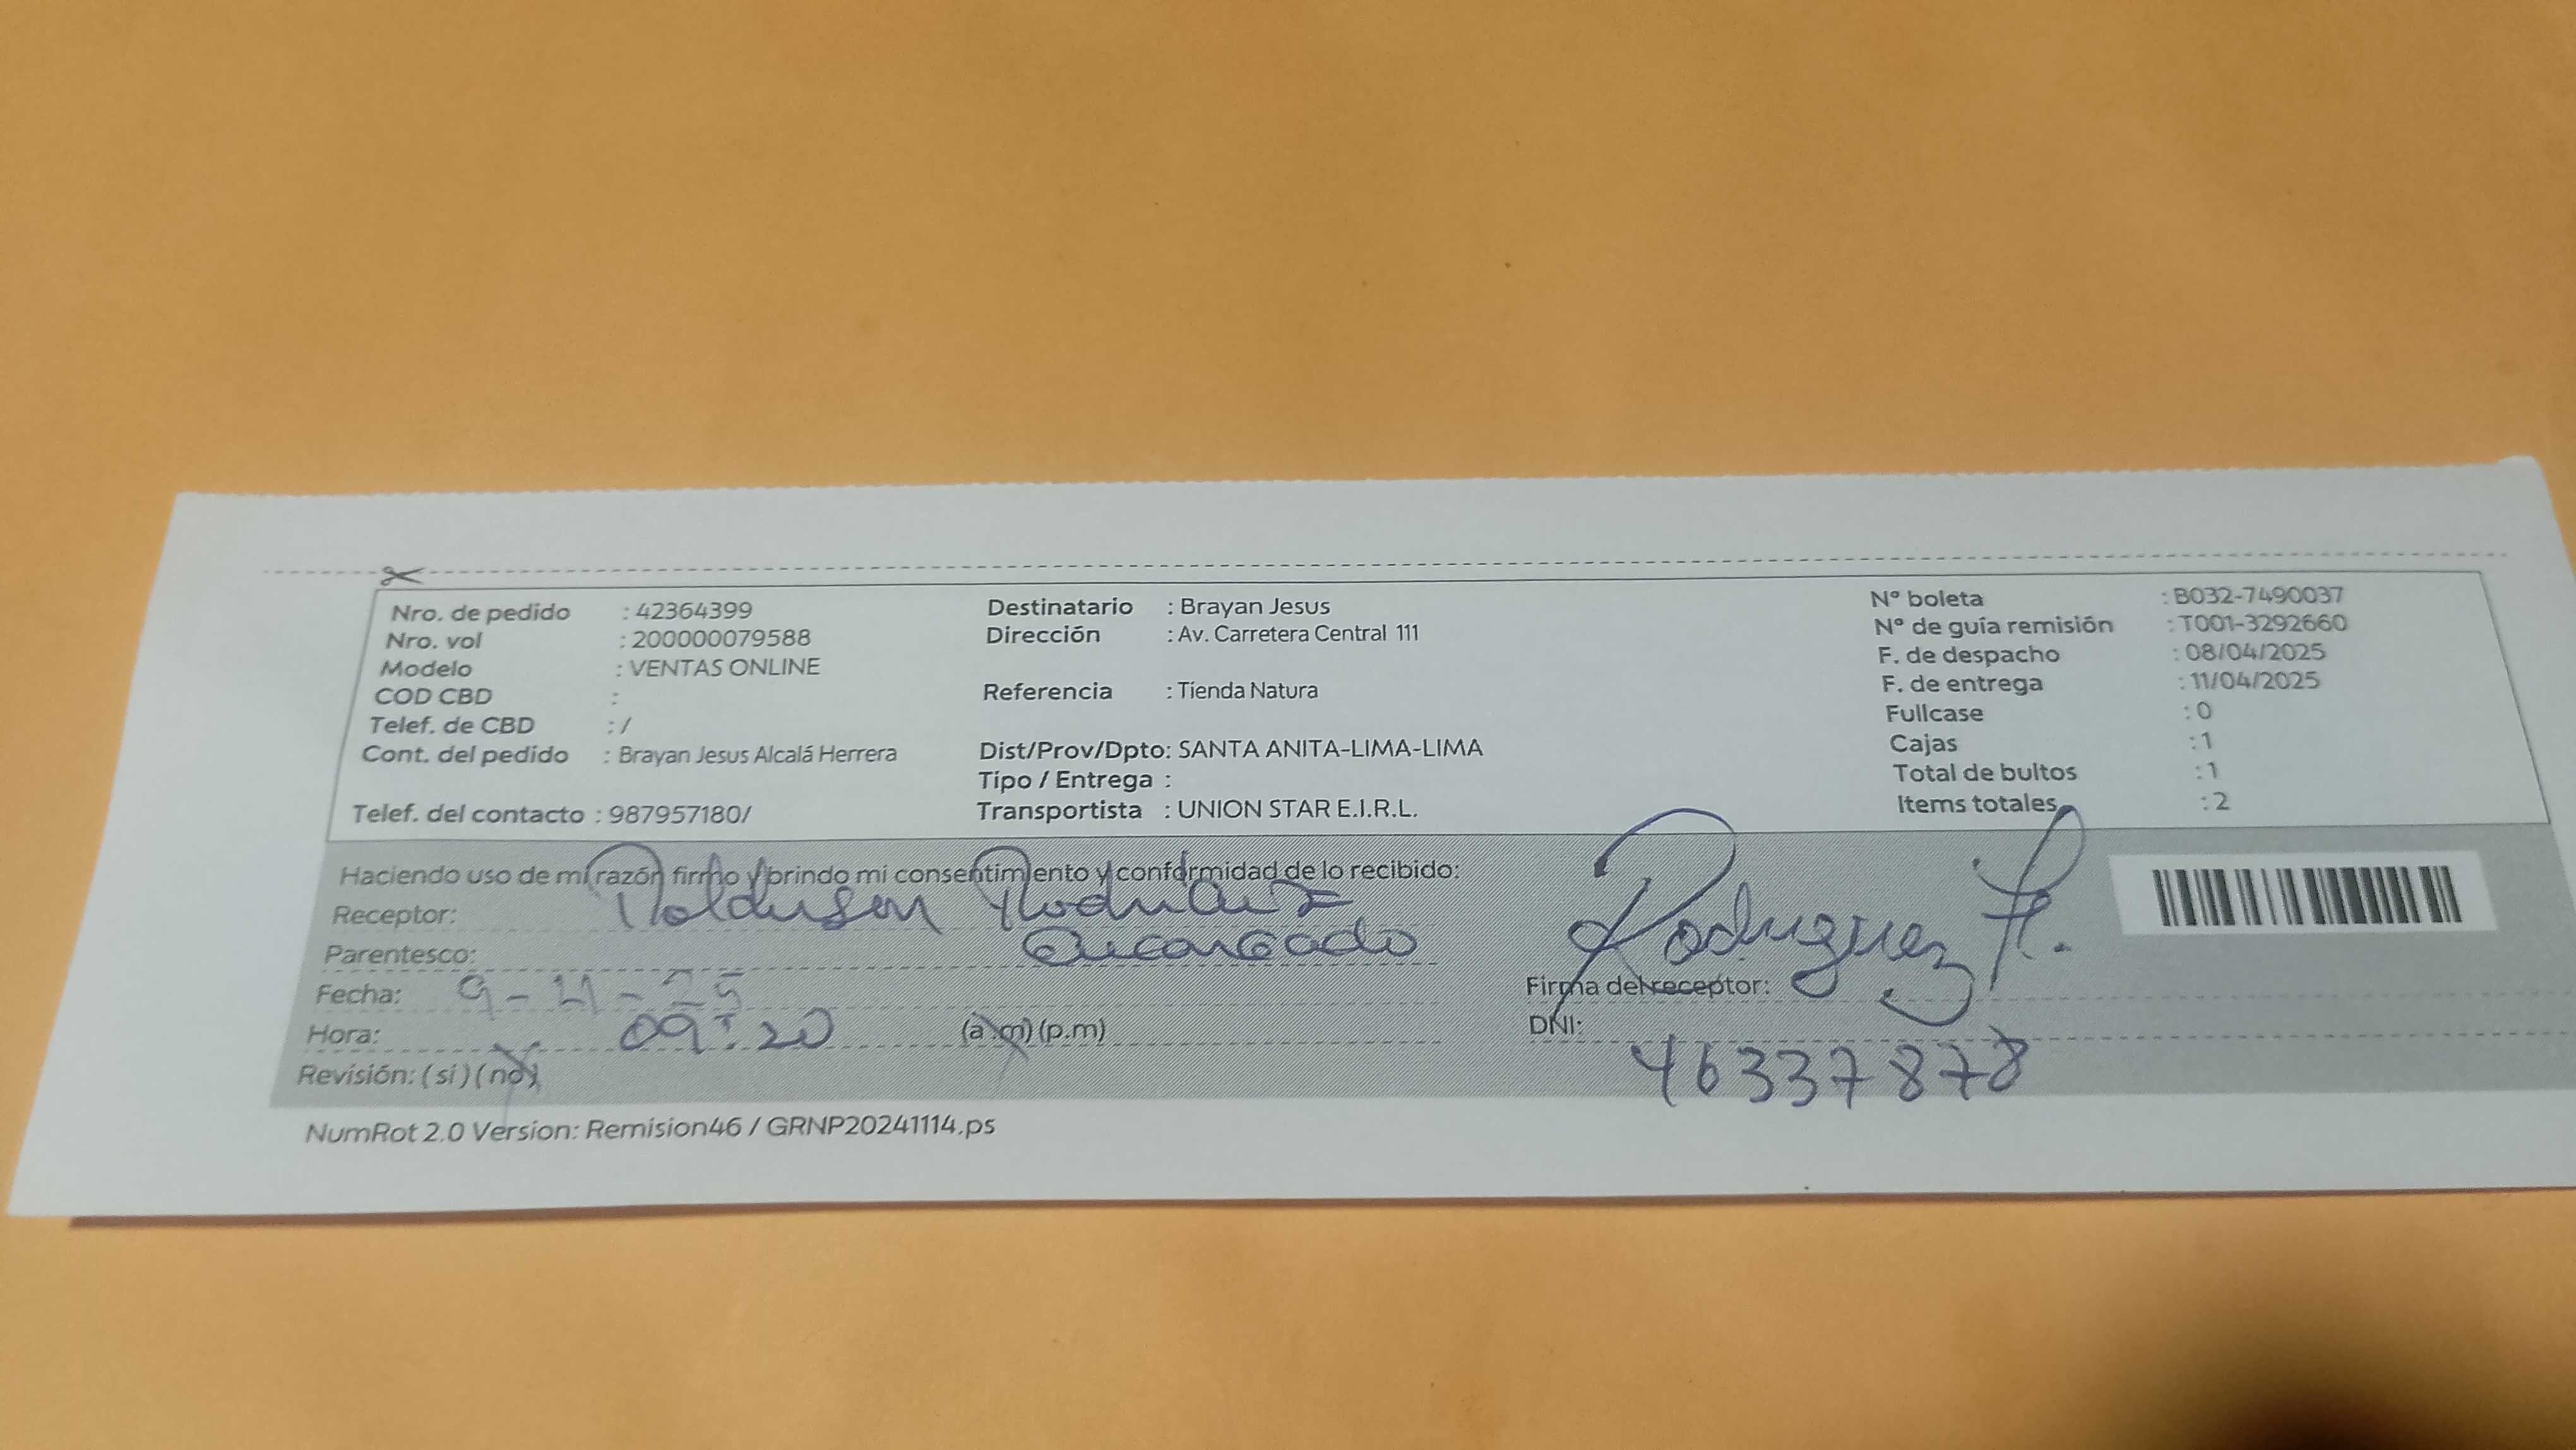 Nro. de pedido : 42364399
Nro. vol : 200000079588
Modelo : VENTAS ONLINE
COD CBD :
Telef. de CBD : /
Cont. del pedido : Brayan Jesus Alcalá Herrera
Telef. del contacto : 987957180/
Destinatario : Brayan Jesus
Dirección : Av. Carretera Central 111
Referencia : Tienda Natura
Dist/Prov/Dpto: SANTA ANITA-LIMA-LIMA
Tipo / Entrega :
Transportista : UNION STAR E.I.R.L.
Nº boleta : B032-7490037
Nº de guía remisión : T001-3292660
F. de despacho : 08/04/2025
F. de entrega : 11/04/2025
Fullcase : 0
Cajas : 1
Total de bultos : 1
Items totales : 2
Haciendo uso de mi razón firmo y brindo mi consentimiento y conformidad de lo recibido:
Receptor:
Parentesco: encargado
Fecha: 9-4-25
Hora: 09:20 (a.m) (p.m)
Revisión: (si) (no)
Rodriguez H.
Firma del receptor:
DNI:
46337878
NumRot 2.0 Version: Remision46 / GRNP20241114.ps